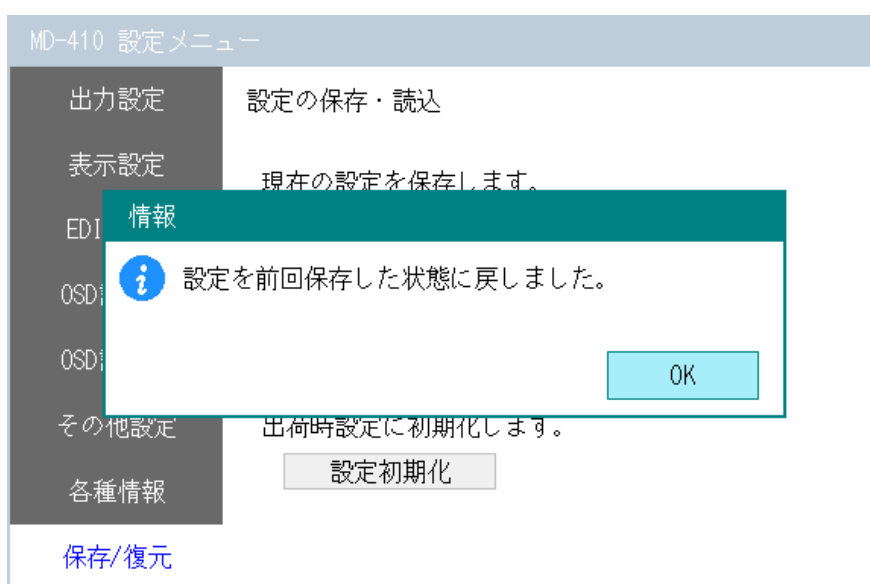 MD-410 設定メニュー
出力設定
設定の保存・読込
表示設定
現在の設定を保存します。
EDI
情報
設定を前回保存した状態に戻しました。
OSD
OSD
OK
その他設定
出荷時設定に初期化します。
設定初期化
各種情報
保存/復元